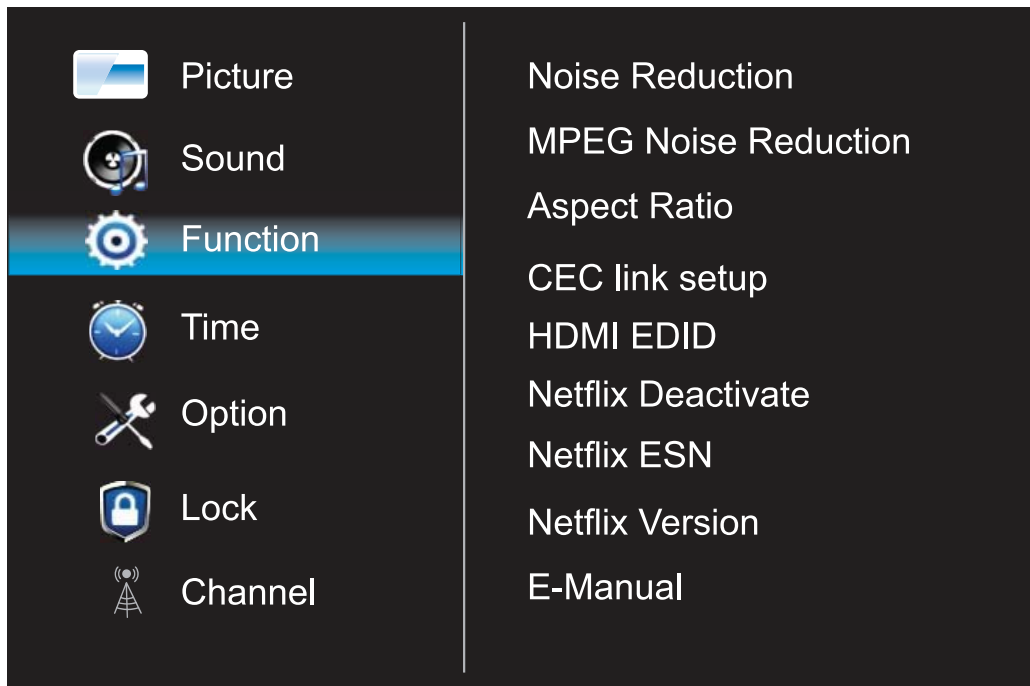 Picture
Sound
Function
Time
Option
Lock
Channel
Noise Reduction
MPEG Noise Reduction
Aspect Ratio
CEC link setup
HDMI EDID
Netflix Deactivate
Netflix ESN
Netflix Version
E-Manual